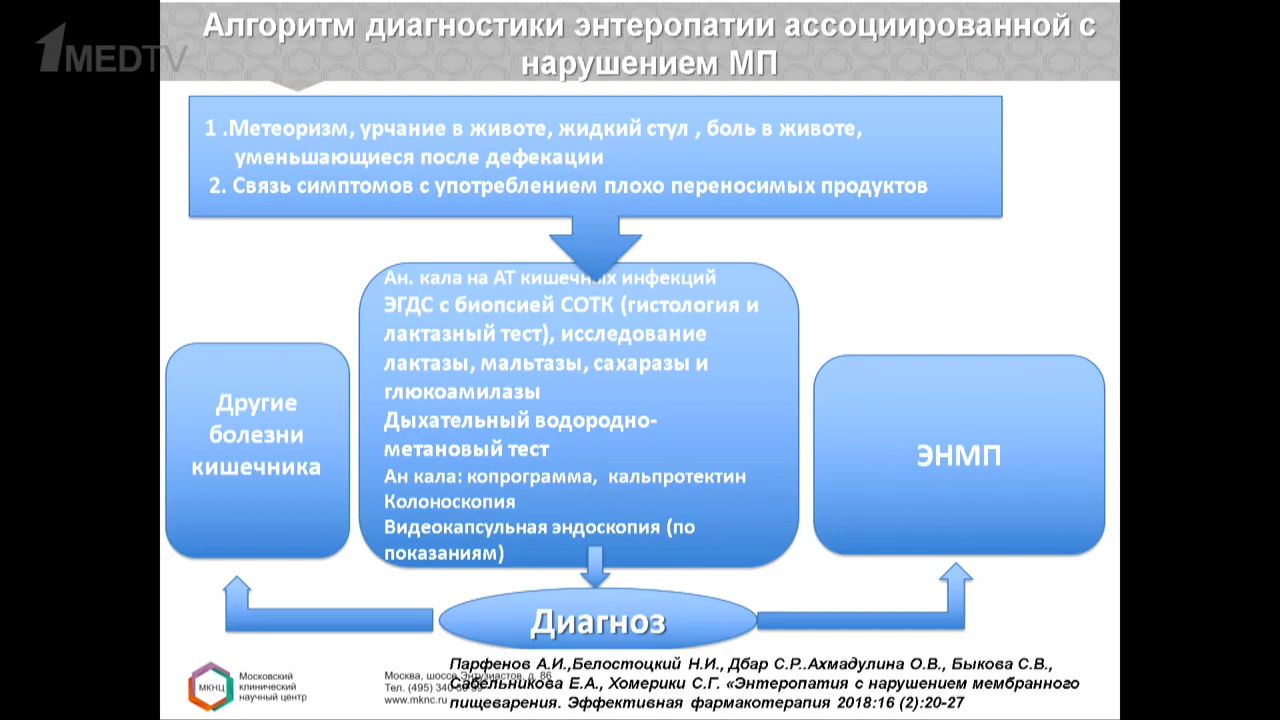 1MEDTV
Алгоритм диагностики энтеропатии ассоциированной с
нарушением МП
1 .Метеоризм, урчание в животе, жидкий стул , боль в животе,
уменьшающиеся после дефекации
2. Связь симптомов с употреблением плохо переносимых продуктов
Ан. кала на АТ кишечных инфекций
ЭГДС с биопсией СОТК (гистология и
лактазный тест), исследование
лактазы, мальтазы, сахаразы и
глюкоамилазы
Дыхательный водородно-
метановый тест
Ан кала: копрограмма, кальпротектин
Колоноскопия
Видеокапсульная эндоскопия (по
показаниям)
Другие
болезни
кишечника
ЭНМП
Диагноз
МКНЦ
Московский
клинический
научный центр
Москва, шоссе Энтузиастов, д. 86
Тел. (495)
www.mknc.ru
Парфенов А.И.,Белостоцкий Н.И., Дбар С.Р..Ахмадулина О.В., Быкова С.В.,
Сабельникова Е.А., Хомерики С.Г. «Энтеропатия с нарушением мембранного
пищеварения. Эффективная фармакотерапия 2018:16 (2):20-27